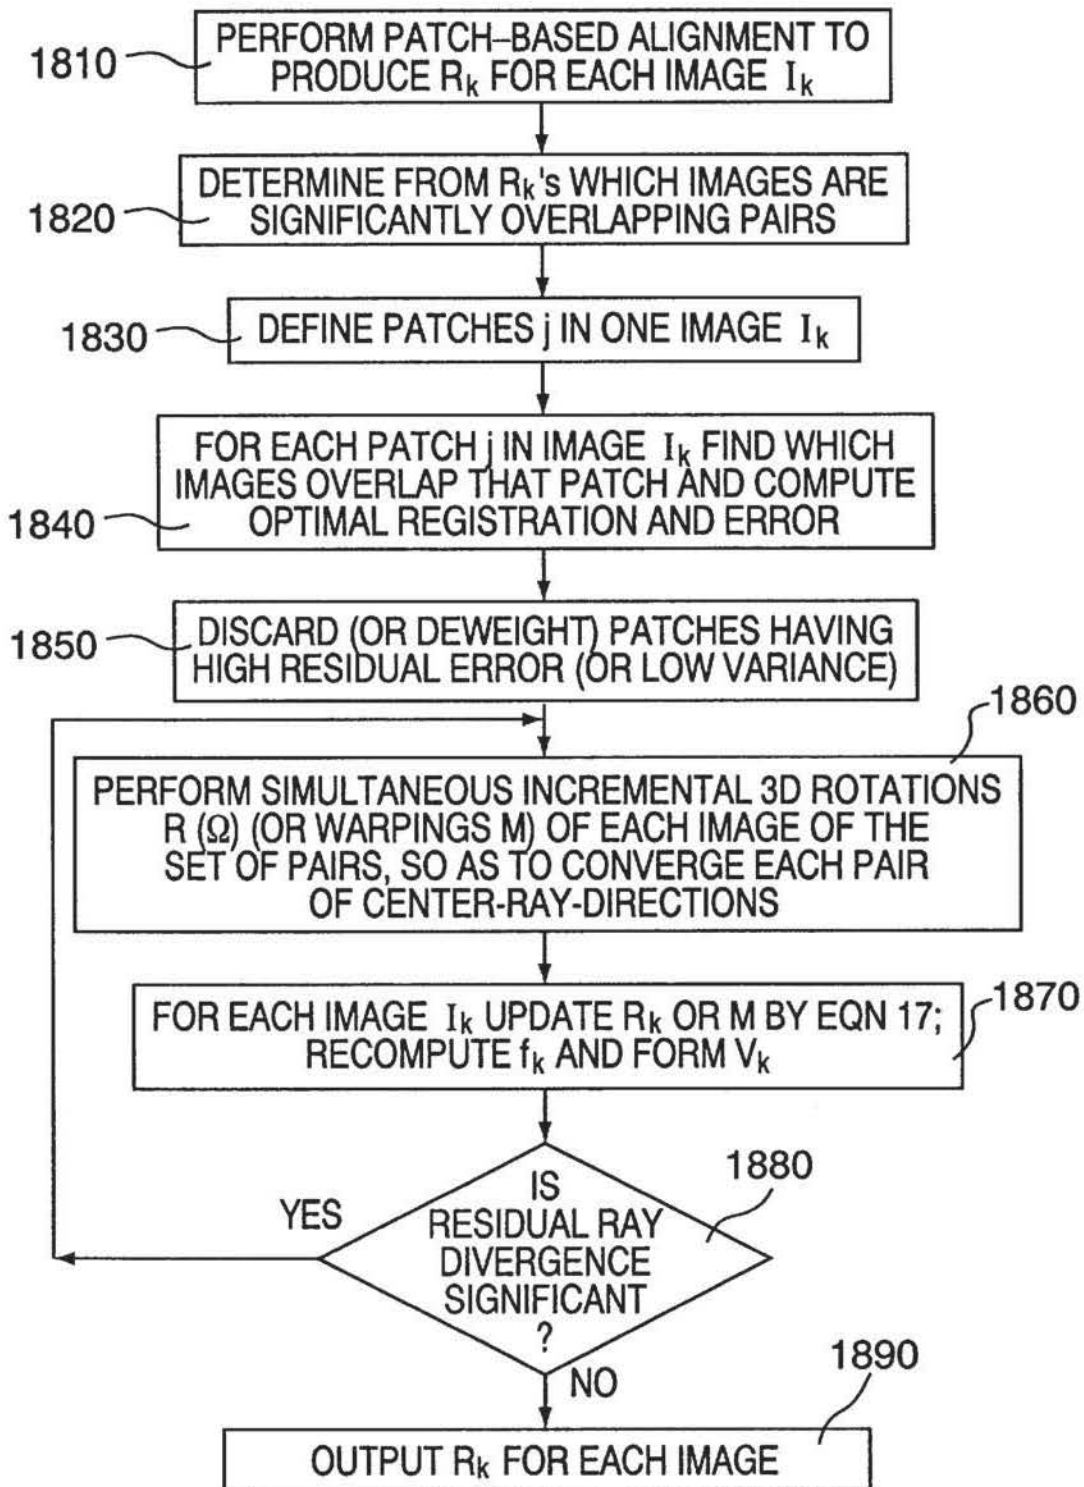 1810
PERFORM PATCH-BASED ALIGNMENT TO
PRODUCE Rk FOR EACH IMAGE Ik
1820
DETERMINE FROM Rk's WHICH IMAGES ARE
SIGNIFICANTLY OVERLAPPING PAIRS
1830
DEFINE PATCHES j IN ONE IMAGE Ik
1840
FOR EACH PATCH j IN IMAGE Ik FIND WHICH
IMAGES OVERLAP THAT PATCH AND COMPUTE
OPTIMAL REGISTRATION AND ERROR
1850
DISCARD (OR DEWEIGHT) PATCHES HAVING
HIGH RESIDUAL ERROR (OR LOW VARIANCE)
1860
PERFORM SIMULTANEOUS INCREMENTAL 3D ROTATIONS
R (Ω) (OR WARPINGS M) OF EACH IMAGE OF THE
SET OF PAIRS, SO AS TO CONVERGE EACH PAIR
OF CENTER-RAY-DIRECTIONS
1870
FOR EACH IMAGE Ik UPDATE Rk OR M BY EQN 17;
RECOMPUTE fk AND FORM Vk
1880
YES
IS
RESIDUAL RAY
DIVERGENCE
SIGNIFICANT
?
NO
1890
OUTPUT Rk FOR EACH IMAGE